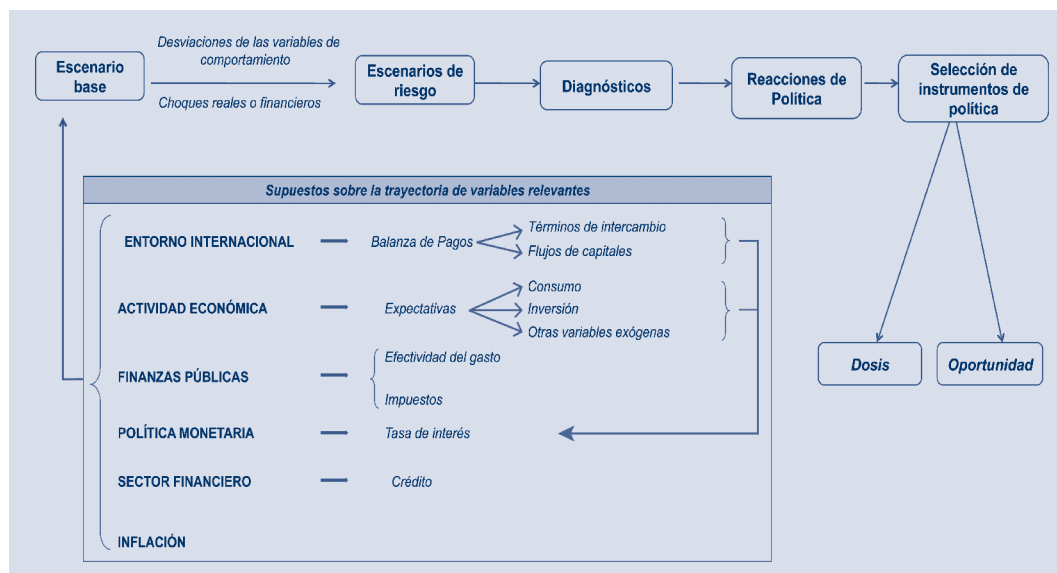 Desviaciones de las variables de
comportamiento
Escenario
base
Choques reales o financieros
Escenarios de
riesgo
Diagnósticos
Reacciones de
Política
Selección de
instrumentos de
política
Supuestos sobre la trayectoria de variables relevantes
ENTORNO INTERNACIONAL
Balanza de Pagos
Términos de intercambio
Flujos de capitales
ACTIVIDAD ECONÓMICA
Expectativas
Consumo
Inversión
Otras variables exógenas
FINANZAS PÚBLICAS
Efectividad del gasto
Impuestos
POLÍTICA MONETARIA
Tasa de interés
SECTOR FINANCIERO
Crédito
INFLACIÓN
Dosis
Oportunidad